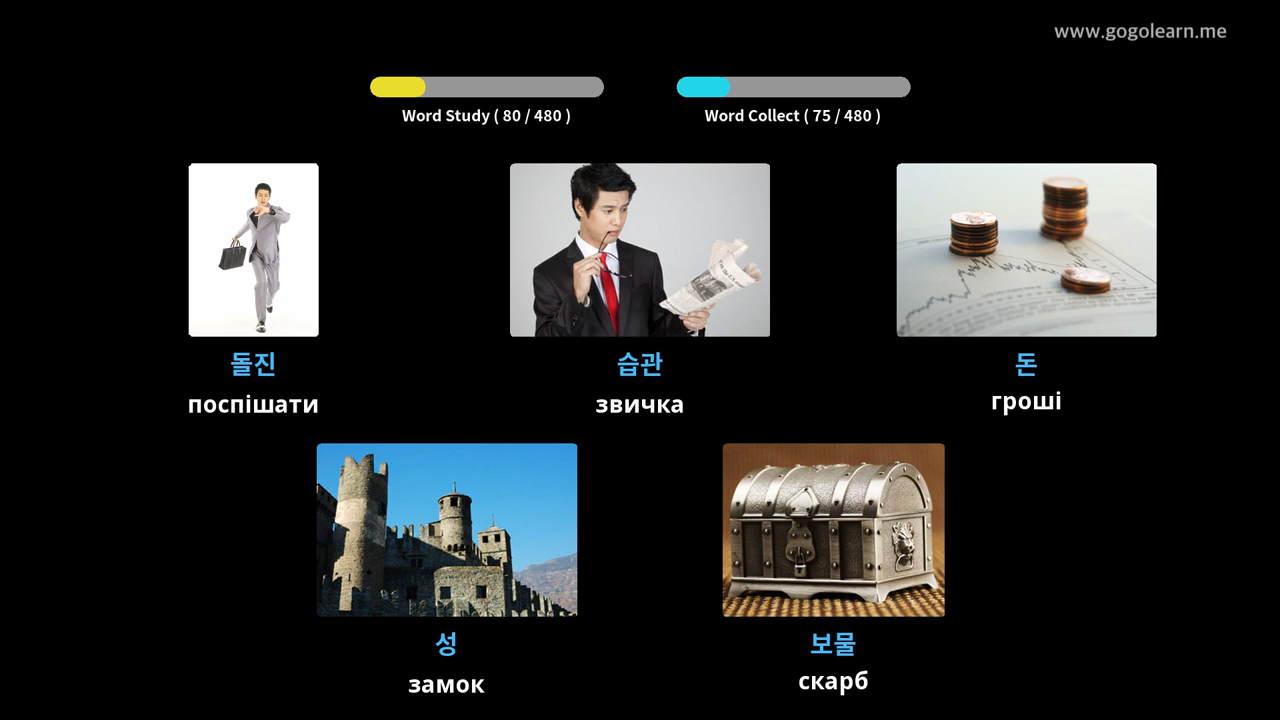 www.gogolearn.me
Word Study ( 80 / 480 )
Word Collect ( 75 / 480 )
돌진
поспішати
습관
звичка
돈
гроші
성
замок
보물
скарб